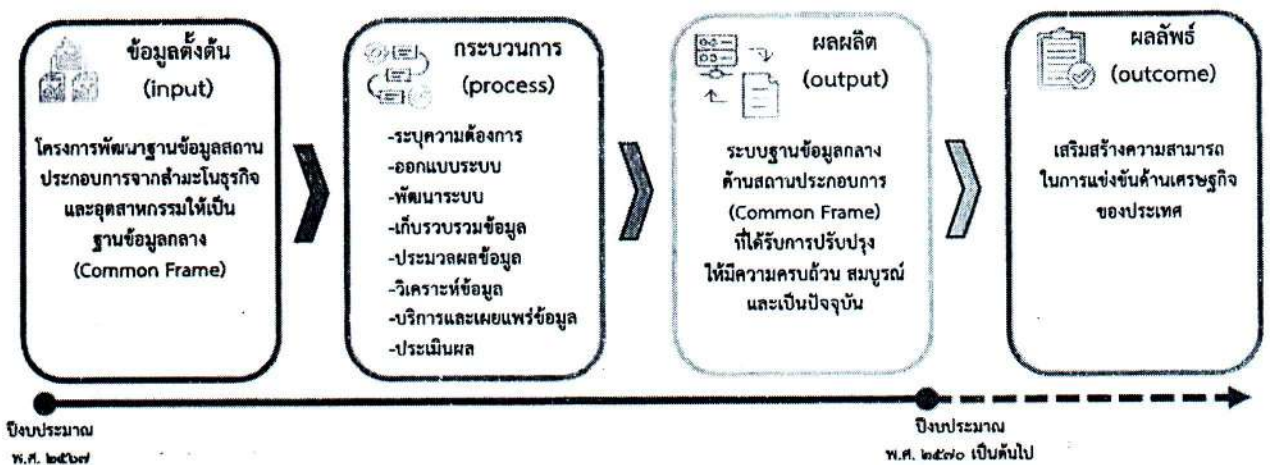 ข้อมูลตั้งต้น
(input)
โครงการพัฒนาฐานข้อมูลสถาน
ประกอบการจากสำมะโนธุรกิจ
และอุตสาหกรรมให้เป็น
ฐานข้อมูลกลาง
(Common Frame)
กระบวนการ
(process)
-ระบุความต้องการ
-ออกแบบระบบ
-พัฒนาระบบ
-เก็บรวบรวมข้อมูล
-ประมวลผลข้อมูล
-วิเคราะห์ข้อมูล
-บริการและเผยแพร่ข้อมูล
-ประเมินผล
ผลผลิต
(output)
ระบบฐานข้อมูลกลาง
ด้านสถานประกอบการ
(Common Frame)
ที่ได้รับการปรับปรุง
ให้มีความครบถ้วน สมบูรณ์
และเป็นปัจจุบัน
ผลลัพธ์
(outcome)
เสริมสร้างความสามารถ
ในการแข่งขันด้านเศรษฐกิจ
ของประเทศ
ปีงบประมาณ
พ.ศ. ๒๕๖๗
ปีงบประมาณ
พ.ศ. ๒๕๗๐ เป็นต้นไป